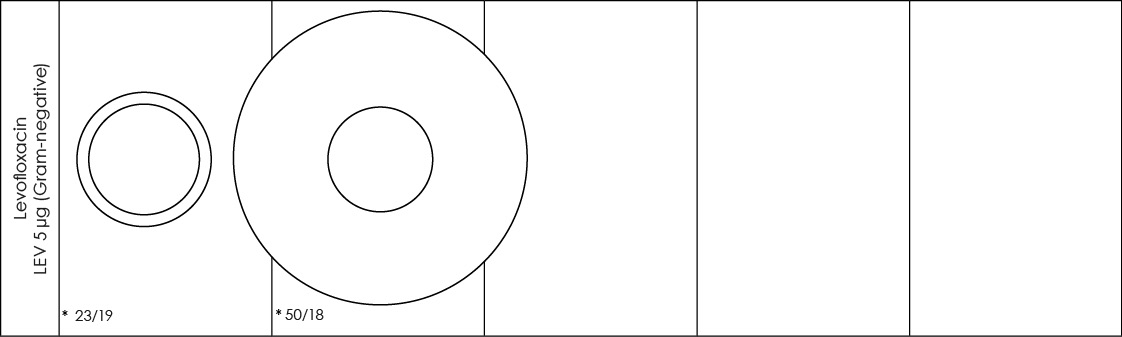 Levofloxacin
LEV 5 µg (Gram-negative)
* 23/19
* 50/18